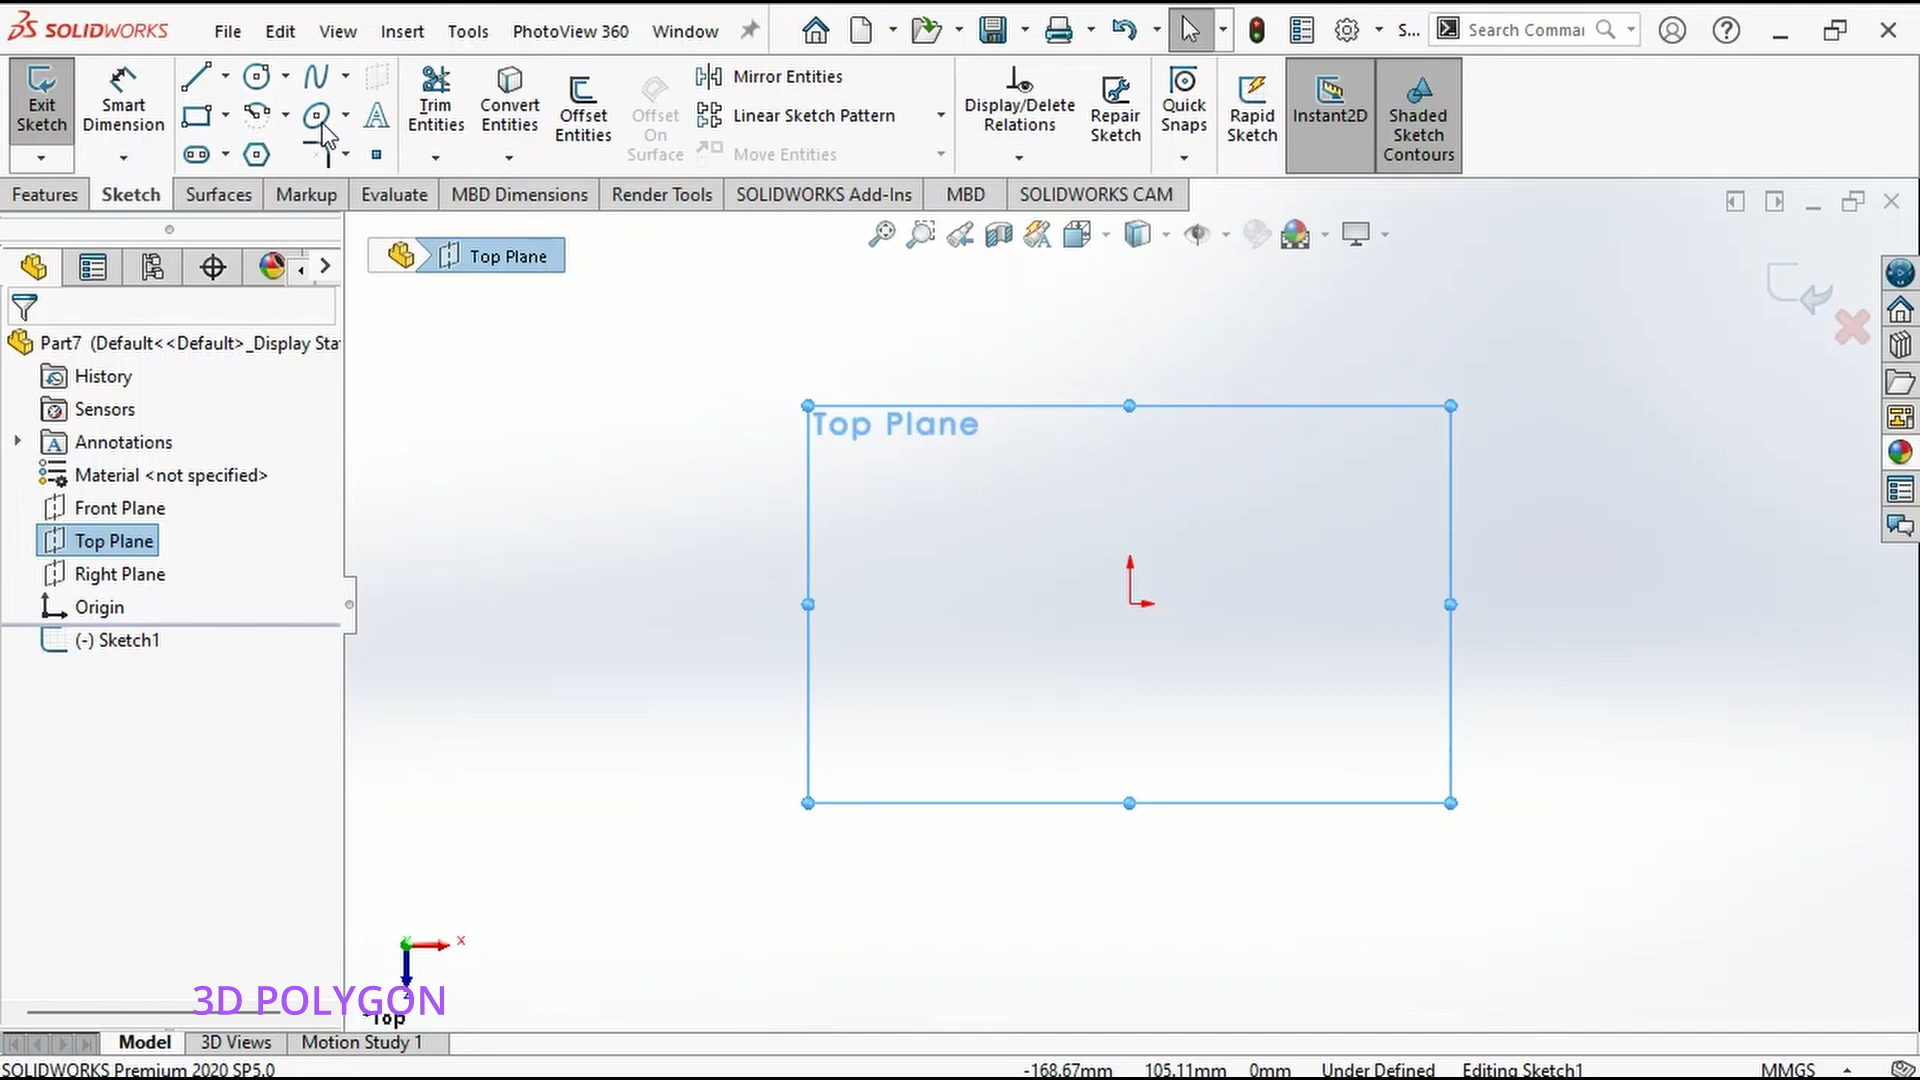 SOLIDWORKS File Edit View Insert Tools PhotoView 360 Window S... Search Commai
Exit Sketch
Smart Dimension
Trim Entities
Convert Entities
Offset Entities
Offset On Surface
Mirror Entities
Linear Sketch Pattern
Move Entities
Display/Delete Relations
Repair Sketch
Quick Snaps
Rapid Sketch
Instant2D
Shaded Sketch Contours
Features Sketch Surfaces Markup Evaluate MBD Dimensions Render Tools SOLIDWORKS Add-Ins MBD SOLIDWORKS CAM
Top Plane
Part7 (Default<<Default>_Display Sta
History
Sensors
Annotations
Material <not specified>
Front Plane
Top Plane
Right Plane
Origin
(-) Sketch1
Top Plane
x
3D POLYGON
*Top
Model 3D Views Motion Study 1
SOLIDWORKS Premium 2020 SP5.0 -168.67mm 105.11mm 0mm Under Defined Editing Sketch1 MMGS